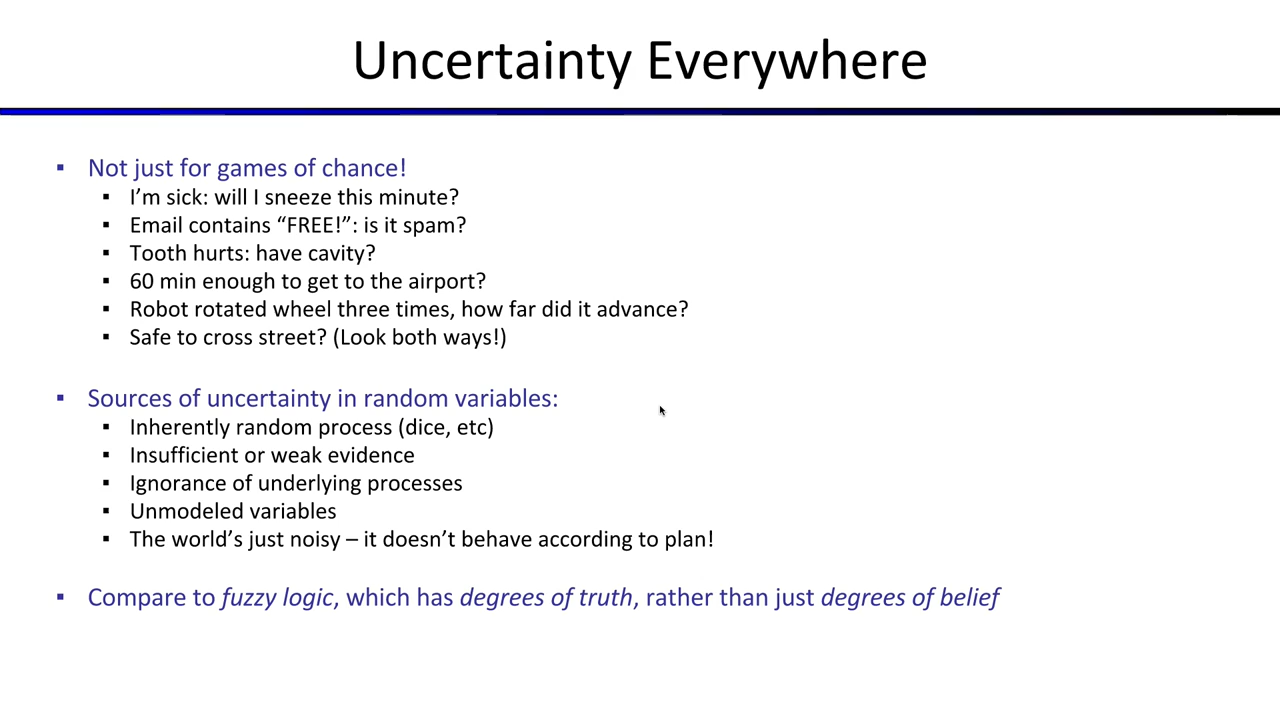 Uncertainty Everywhere
▪ Not just for games of chance!
▪ I’m sick: will I sneeze this minute?
▪ Email contains “FREE!”: is it spam?
▪ Tooth hurts: have cavity?
▪ 60 min enough to get to the airport?
▪ Robot rotated wheel three times, how far did it advance?
▪ Safe to cross street? (Look both ways!)
▪ Sources of uncertainty in random variables:
▪ Inherently random process (dice, etc)
▪ Insufficient or weak evidence
▪ Ignorance of underlying processes
▪ Unmodeled variables
▪ The world’s just noisy – it doesn’t behave according to plan!
▪ Compare to fuzzy logic, which has degrees of truth, rather than just degrees of belief